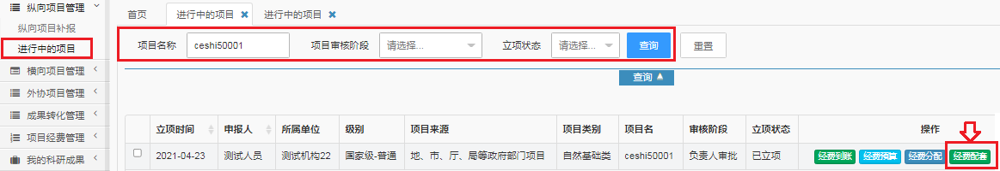 纵向项目管理
纵向项目补报
进行中的项目
横向项目管理
外协项目管理
成果转化管理
项目经费管理
我的科研成果
首页 进行中的项目 进行中的项目
项目名称 ceshi50001 项目审核阶段 请选择... 立项状态 请选择... 查询 重置
查询
立项时间 申报人 所属单位 级别 项目来源 项目类别 项目名 审核阶段 立项状态 操作
2021-04-23 测试人员 测试机构22 国家级-普通 地、市、厅、局等政府部门项目 自然基础类 ceshi50001 负责人审批 已立项 经费到账 经费预算 经费分配 经费配套